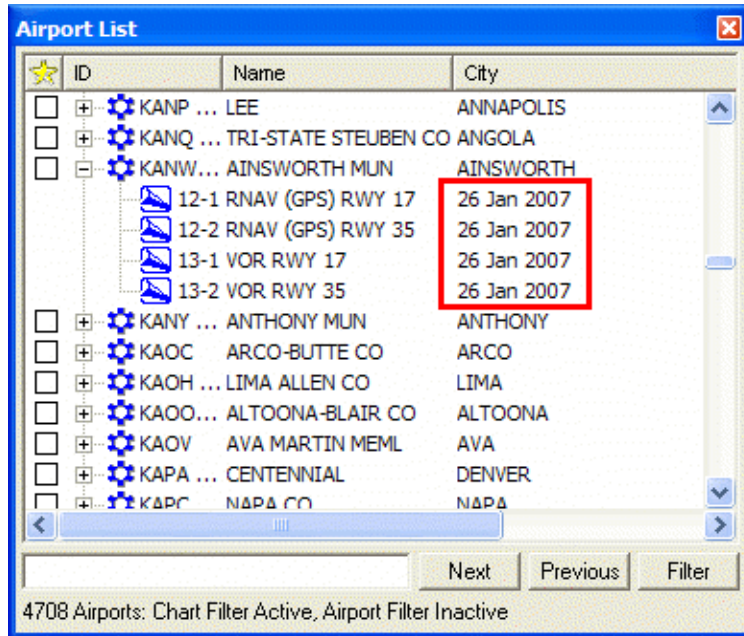 Airport List
ID Name City
KANP ... LEE ANNAPOLIS
KANQ ... TRI-STATE STEUBEN CO ANGOLA
KANW... AINSWORTH MUN AINSWORTH
12-1 RNAV (GPS) RWY 17 26 Jan 2007
12-2 RNAV (GPS) RWY 35 26 Jan 2007
13-1 VOR RWY 17 26 Jan 2007
13-2 VOR RWY 35 26 Jan 2007
KANY ... ANTHONY MUN ANTHONY
KAOC ARCO-BUTTE CO ARCO
KAOH ... LIMA ALLEN CO LIMA
KAOO... ALTOONA-BLAIR CO ALTOONA
KAOV AVA MARTIN MEML AVA
KAPA ... CENTENNIAL DENVER
KAPC NAPA CO NAPA
Next Previous Filter
4708 Airports: Chart Filter Active, Airport Filter Inactive